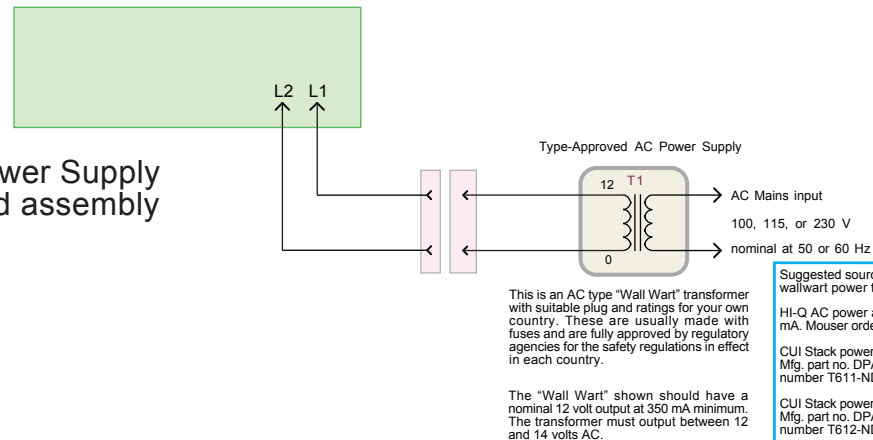 L2 L1
wer Supply
d assembly
Type-Approved AC Power Supply
12 T1
0
AC Mains input
100, 115, or 230 V
nominal at 50 or 60 Hz
This is an AC type “Wall Wart” transformer
with suitable plug and ratings for your own
country. These are usually made with
fuses and are fully approved by regulatory
agencies for the safety regulations in effect
in each country.
The “Wall Wart” shown should have a
nominal 12 volt output at 350 mA minimum.
The transformer must output between 12
and 14 volts AC.
Suggested sourc
wallwart power t
HI-Q AC power a
mA. Mouser orde
CUI Stack power
Mfg. part no. DPA
number T611-ND
CUI Stack power
Mfg. part no. DPA
number T612-ND